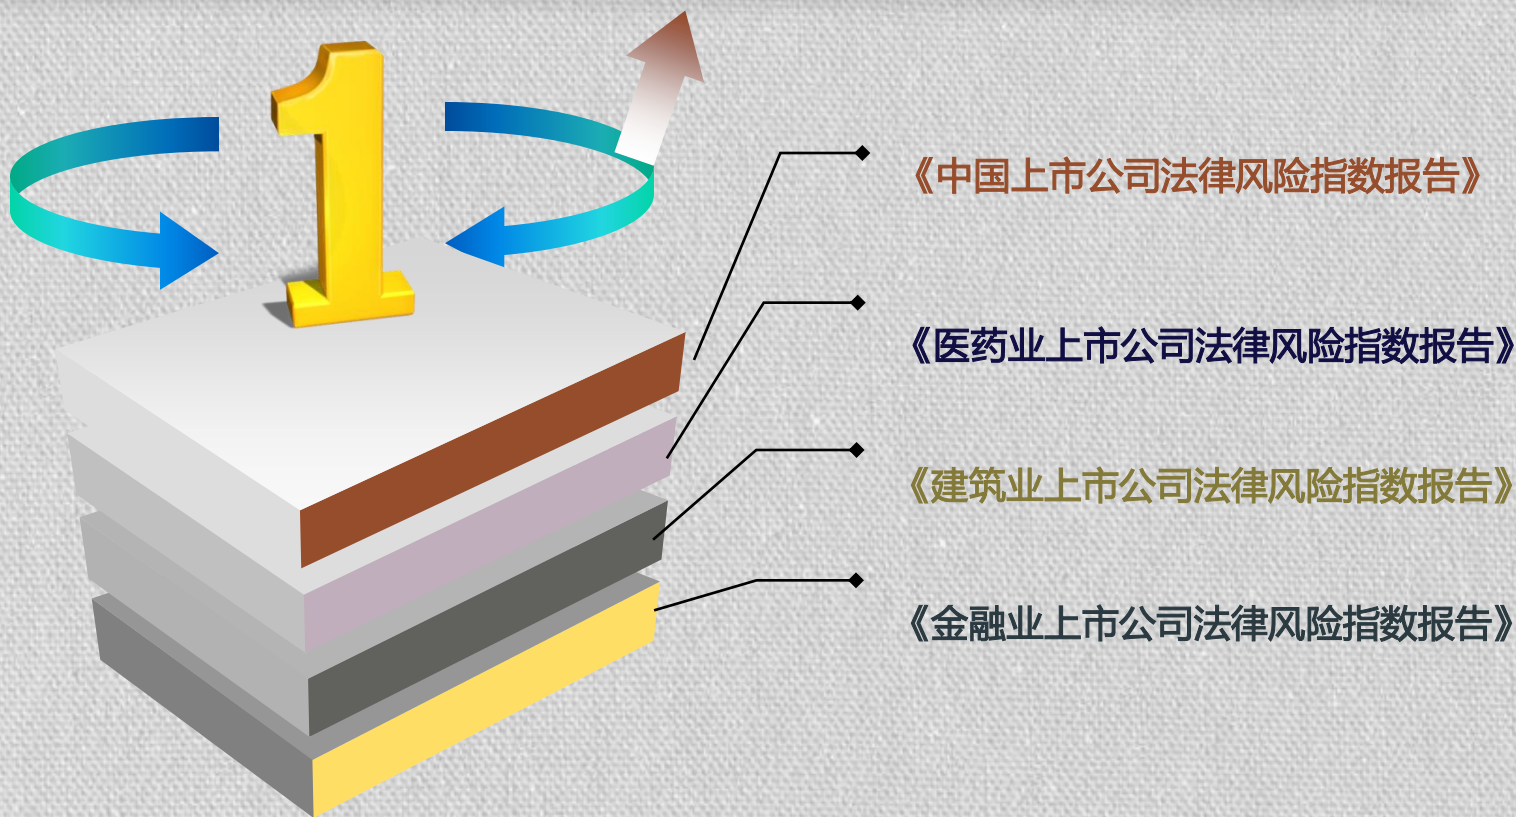 1
《中国上市公司法律风险指数报告》
《医药业上市公司法律风险指数报告》
《建筑业上市公司法律风险指数报告》
《金融业上市公司法律风险指数报告》